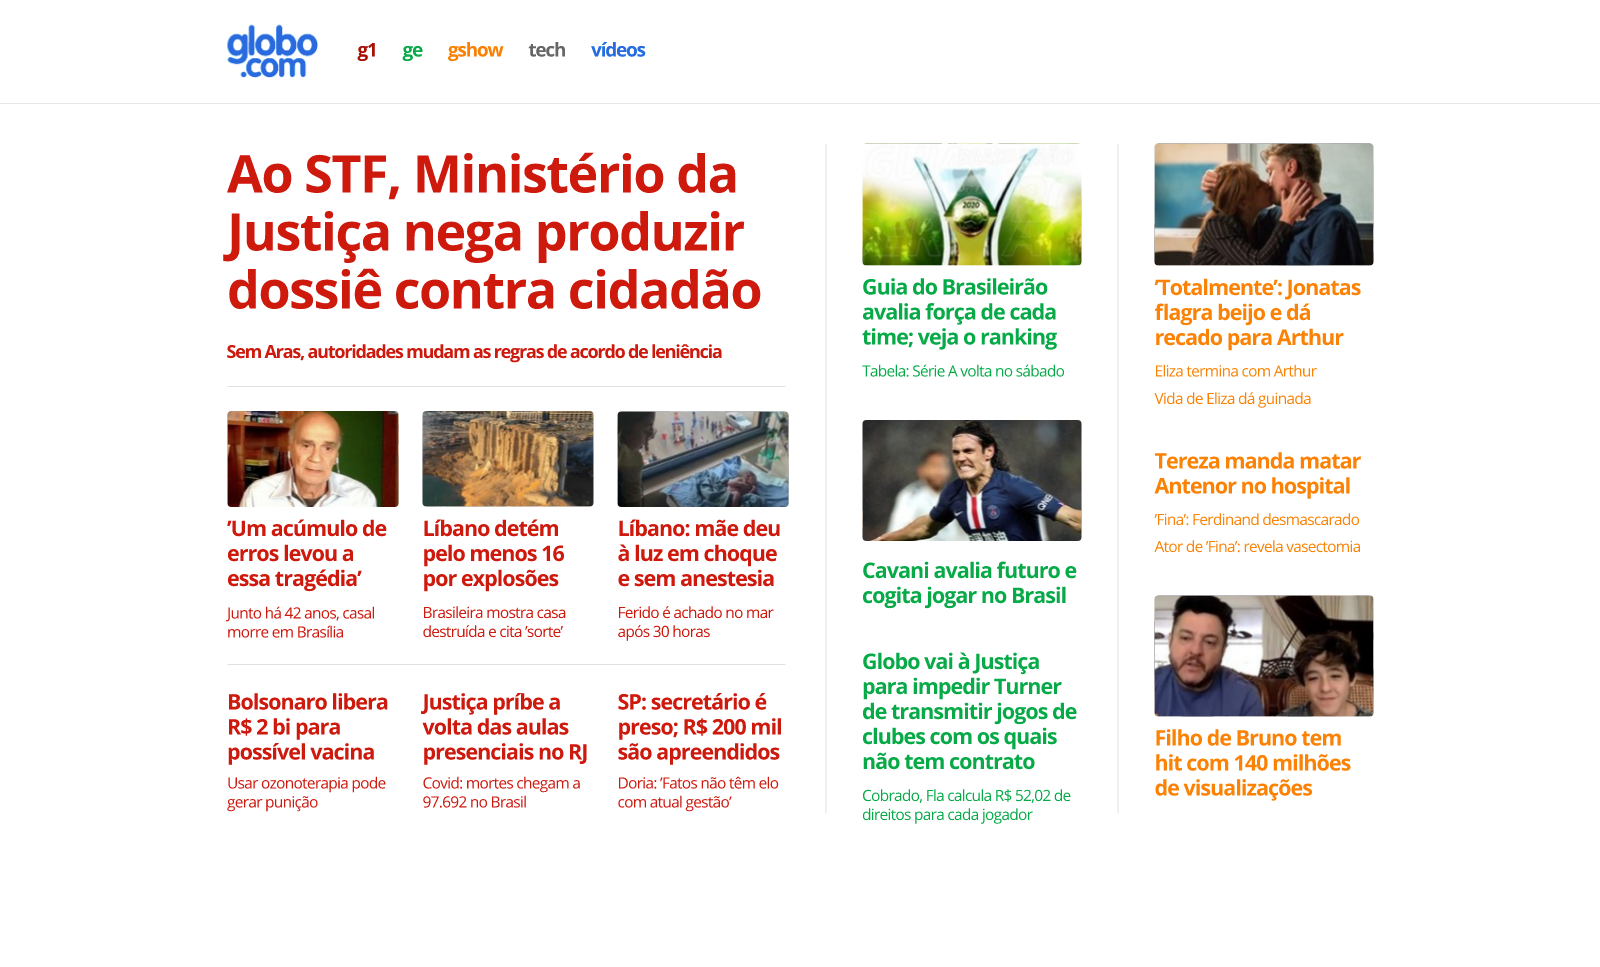 globo
.com
g1 ge gshow tech vídeos
Ao STF, Ministério da
Justiça nega produzir
dossiê contra cidadão
Sem Aras, autoridades mudam as regras de acordo de leniência
'Um acúmulo de
erros levou a
essa tragédia'
Junto há 42 anos, casal
morre em Brasília
Líbano detém
pelo menos 16
por explosões
Brasileira mostra casa
destruída e cita 'sorte'
Líbano: mãe deu
à luz em choque
e sem anestesia
Ferido é achado no mar
após 30 horas
Bolsonaro libera
R$ 2 bi para
possível vacina
Usar ozonoterapia pode
gerar punição
Justiça príbe a
volta das aulas
presenciais no RJ
Covid: mortes chegam a
97.692 no Brasil
SP: secretário é
preso; R$ 200 mil
são apreendidos
Doria: 'Fatos não têm elo
com atual gestão'
2020
Guia do Brasileirão
avalia força de cada
time; veja o ranking
Tabela: Série A volta no sábado
QNB
Cavani avalia futuro e
cogita jogar no Brasil
Globo vai à Justiça
para impedir Turner
de transmitir jogos de
clubes com os quais
não tem contrato
Cobrado, Fla calcula R$ 52,02 de
direitos para cada jogador
'Totalmente': Jonatas
flagra beijo e dá
recado para Arthur
Eliza termina com Arthur
Vida de Eliza dá guinada
Tereza manda matar
Antenor no hospital
'Fina': Ferdinand desmascarado
Ator de 'Fina': revela vasectomia
Filho de Bruno tem
hit com 140 milhões
de visualizações